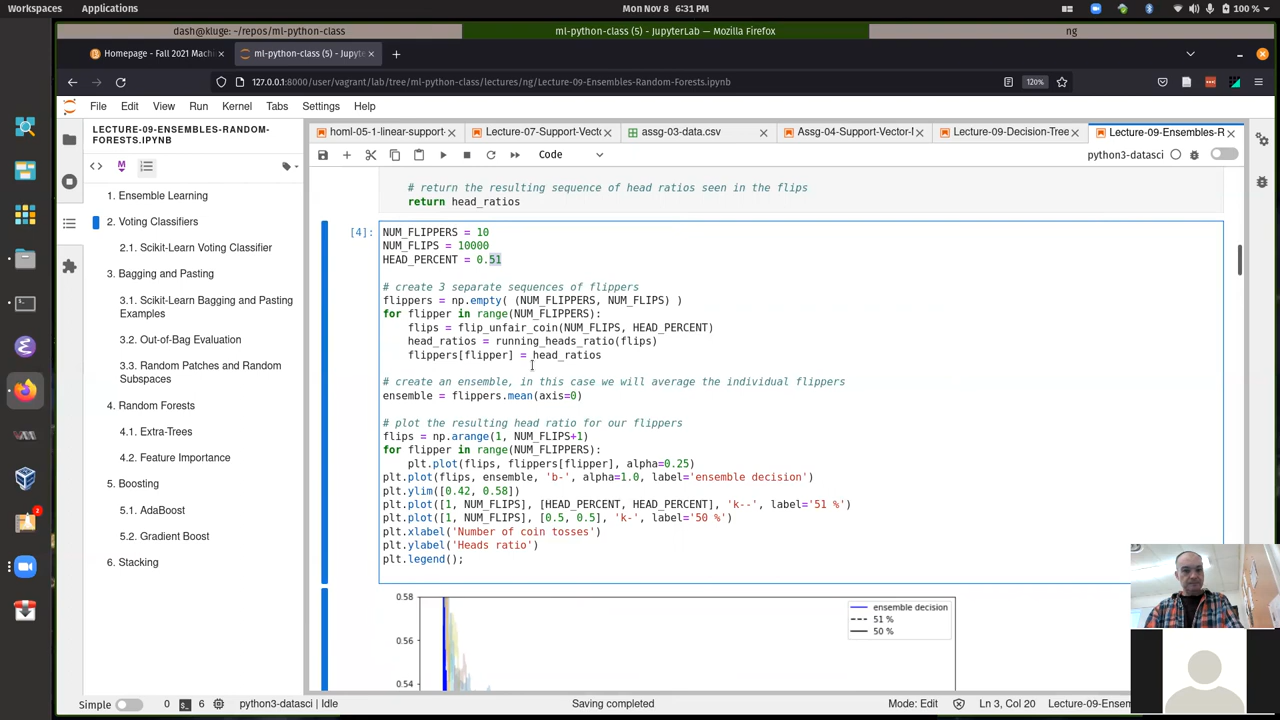 Workspaces Applications Mon Nov 8 6:31 PM 100 %
dash@kluge: ~/repos/ml-python-class ml-python-class (5) - JupyterLab — Mozilla Firefox ng
Homepage - Fall 2021 Machi ml-python-class (5) - Jupyte
127.0.0.1:8000/user/vagrant/lab/tree/ml-python-class/lectures/ng/Lecture-09-Ensembles-Random-Forests.ipynb 120%
File Edit View Run Kernel Tabs Settings Help
LECTURE-09-ENSEMBLES-RANDOM-
FORESTS.IPYNB
homl-05-1-linear-support- Lecture-07-Support-Vecto assg-03-data.csv Assg-04-Support-Vector-I Lecture-09-Decision-Tree Lecture-09-Ensembles-R
Code python3-datasci
1. Ensemble Learning
2. Voting Classifiers
2.1. Scikit-Learn Voting Classifier
3. Bagging and Pasting
3.1. Scikit-Learn Bagging and Pasting
Examples
3.2. Out-of-Bag Evaluation
3.3. Random Patches and Random
Subspaces
4. Random Forests
4.1. Extra-Trees
4.2. Feature Importance
5. Boosting
5.1. AdaBoost
5.2. Gradient Boost
6. Stacking
# return the resulting sequence of head ratios seen in the flips
return head_ratios
[4]: NUM_FLIPPERS = 10
NUM_FLIPS = 10000
HEAD_PERCENT = 0.51
# create 3 separate sequences of flippers
flippers = np.empty( (NUM_FLIPPERS, NUM_FLIPS) )
for flipper in range(NUM_FLIPPERS):
flips = flip_unfair_coin(NUM_FLIPS, HEAD_PERCENT)
head_ratios = running_heads_ratio(flips)
flippers[flipper] = head_ratios
# create an ensemble, in this case we will average the individual flippers
ensemble = flippers.mean(axis=0)
# plot the resulting head ratio for our flippers
flips = np.arange(1, NUM_FLIPS+1)
for flipper in range(NUM_FLIPPERS):
plt.plot(flips, flippers[flipper], alpha=0.25)
plt.plot(flips, ensemble, 'b-', alpha=1.0, label='ensemble decision')
plt.ylim([0.42, 0.58])
plt.plot([1, NUM_FLIPS], [HEAD_PERCENT, HEAD_PERCENT], 'k--', label='51 %')
plt.plot([1, NUM_FLIPS], [0.5, 0.5], 'k-', label='50 %')
plt.xlabel('Number of coin tosses')
plt.ylabel('Heads ratio')
plt.legend();
0.58
0.56
0.54
ensemble decision
51 %
50 %
Simple 0 6 python3-datasci | Idle Saving completed Mode: Edit Ln 3, Col 20 Lecture-09-Ensem
2